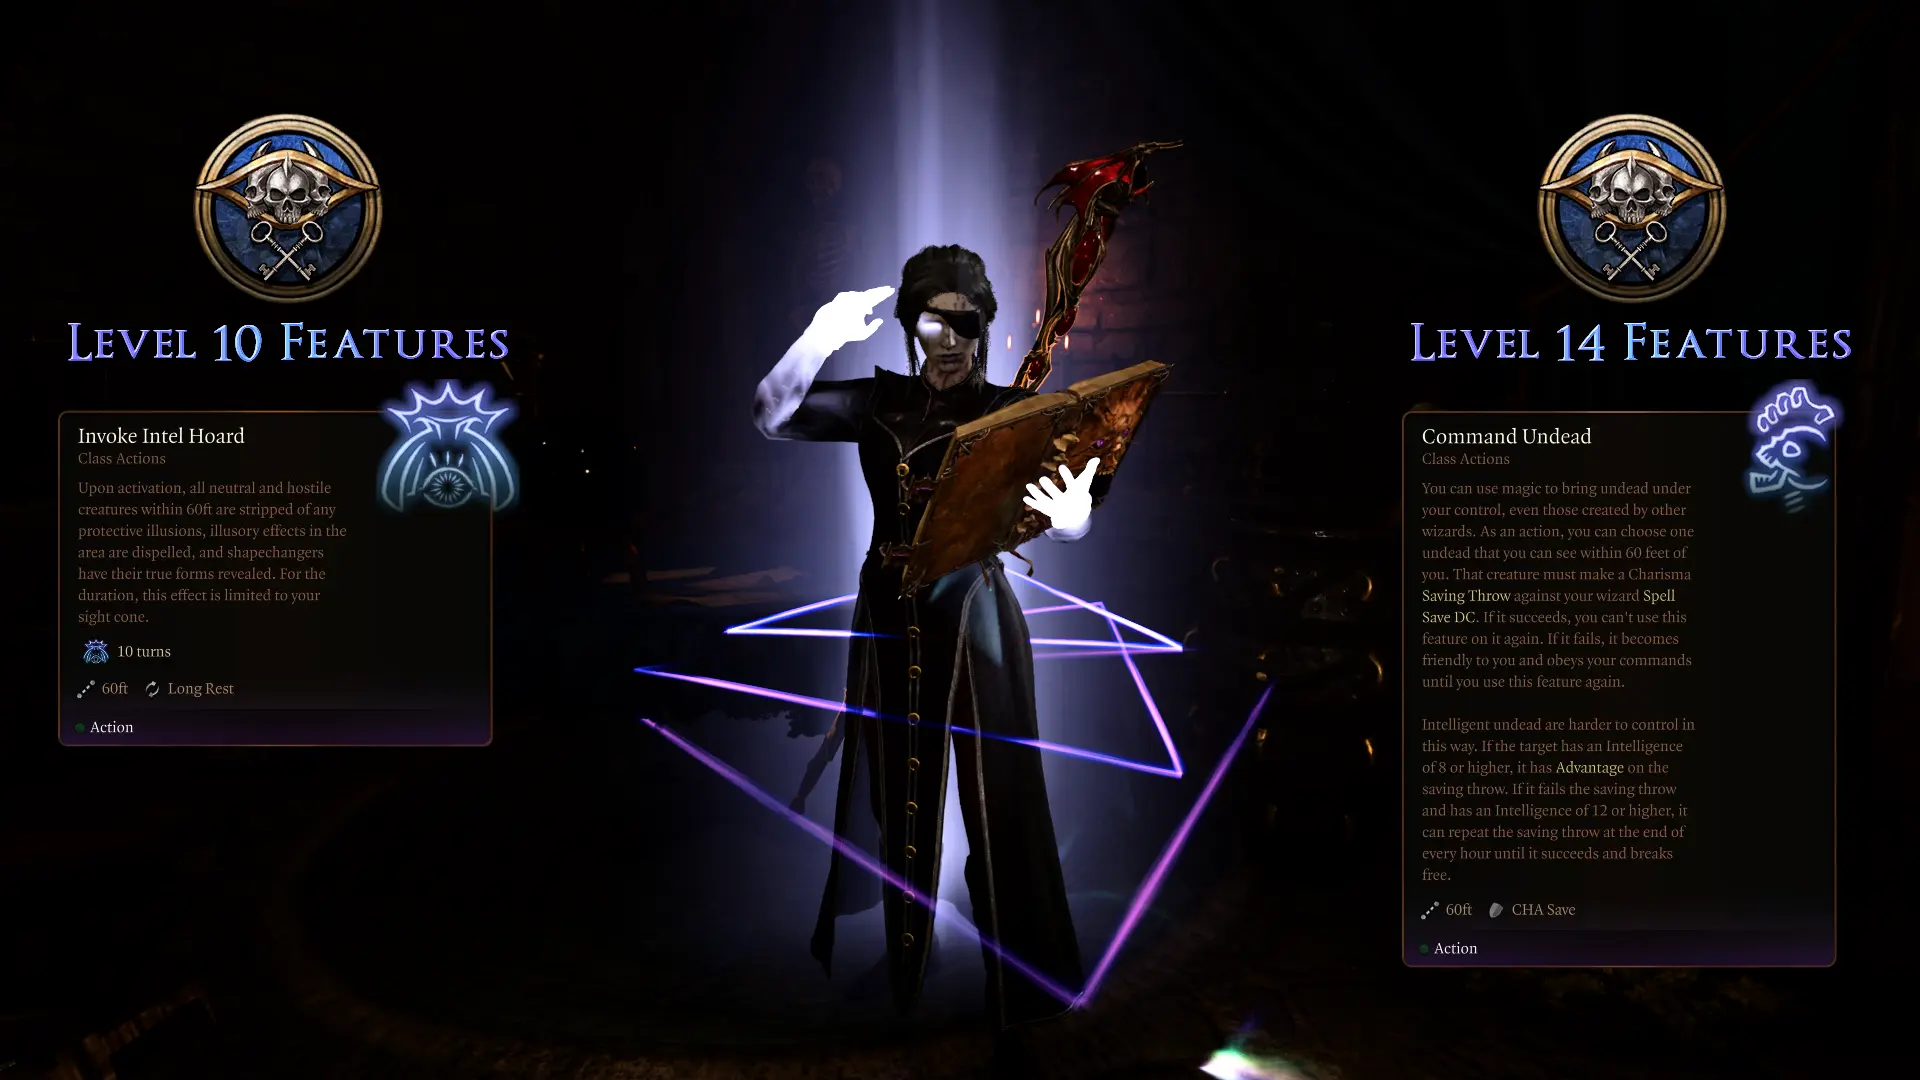 Level 10 Features
Invoke Intel Hoard
Class Actions
Upon activation, all neutral and hostile
creatures within 60ft are stripped of any
protective illusions, illusory effects in the
area are dispelled, and shapechangers
have their true forms revealed. For the
duration, this effect is limited to your
sight cone.
10 turns
60ft Long Rest
Action
Level 14 Features
Command Undead
Class Actions
You can use magic to bring undead under
your control, even those created by other
wizards. As an action, you can choose one
undead that you can see within 60 feet of
you. That creature must make a Charisma
Saving Throw against your wizard Spell
Save DC. If it succeeds, you can't use this
feature on it again. If it fails, it becomes
friendly to you and obeys your commands
until you use this feature again.
Intelligent undead are harder to control in
this way. If the target has an Intelligence
of 8 or higher, it has Advantage on the
saving throw. If it fails the saving throw
and has an Intelligence of 12 or higher, it
can repeat the saving throw at the end of
every hour until it succeeds and breaks
free.
60ft CHA Save
Action